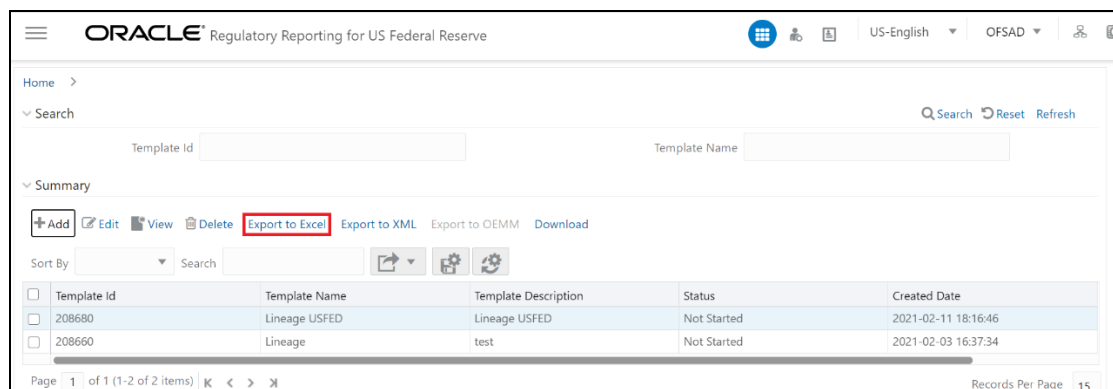 ORACLE® Regulatory Reporting for US Federal Reserve US-English OFSAD
Home >
Search Search Reset Refresh
Template Id Template Name
Summary
+ Add Edit View Delete Export to Excel Export to XML Export to OEMM Download
Sort By Search
Template Id Template Name Template Description Status Created Date
208680 Lineage USFED Lineage USFED Not Started 2021-02-11 18:16:46
208660 Lineage test Not Started 2021-02-03 16:37:34
Page 1 of 1 (1-2 of 2 items) K < > Records Per Page 15